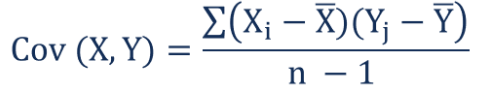 Cov (X, Y) = ∑(Xᵢ − X̅)(Yⱼ − Y̅) / n − 1